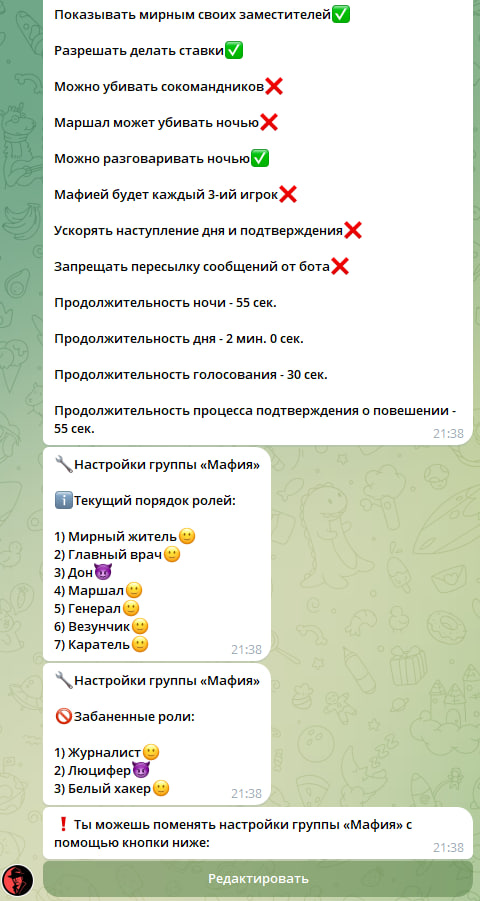 Показывать мирным своих заместителей✅
Разрешать делать ставки✅
Можно убивать сокомандников❌
Маршал может убивать ночью❌
Можно разговаривать ночью✅
Мафией будет каждый 3-ий игрок❌
Ускорять наступление дня и подтверждения❌
Запрещать пересылку сообщений от бота❌
Продолжительность ночи - 55 сек.
Продолжительность дня - 2 мин. 0 сек.
Продолжительность голосования - 30 сек.
Продолжительность процесса подтверждения о повешении -
55 сек.
21:38
🔧Настройки группы «Мафия»
ℹ️Текущий порядок ролей:
1) Мирный житель🙂
2) Главный врач🙂
3) Дон😈
4) Маршал🙂
5) Генерал🙂
6) Везунчик🙂
7) Каратель🙂
21:38
🔧Настройки группы «Мафия»
🚫Забаненные роли:
1) Журналист🙂
2) Люцифер😈
3) Белый хакер🙂
21:38
❗ Ты можешь поменять настройки группы «Мафия» с
помощью кнопки ниже:
21:38
Редактировать